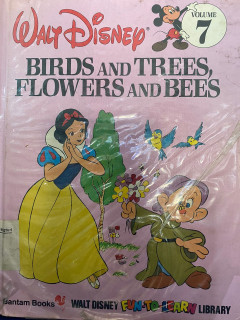 WALT DISNEY
VOLUME
7
BIRDS AND TREES,
FLOWERS AND BEES
Bantam Books
WALT DISNEY FUN-TO-LEARN LIBRARY